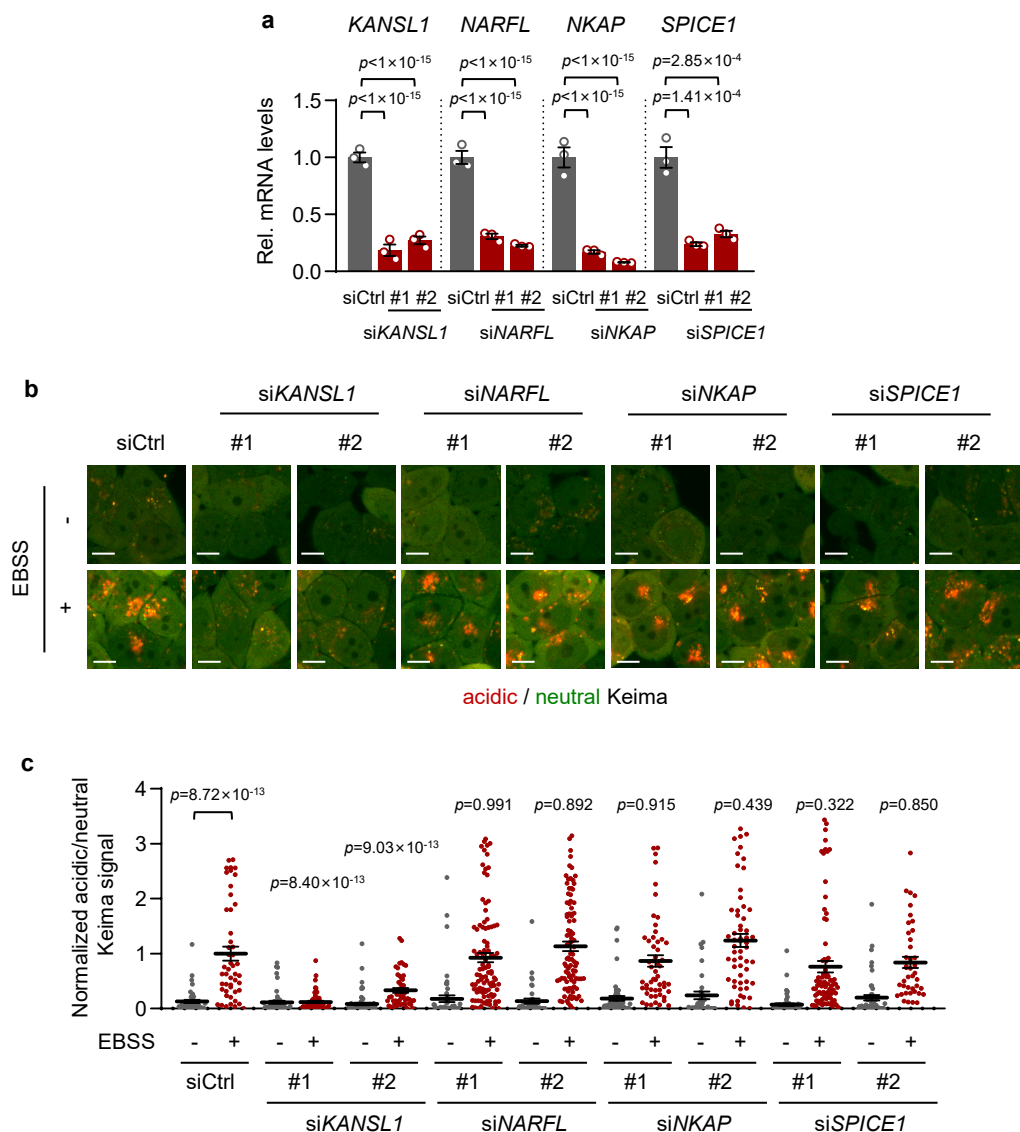 a
KANSL1 NARFL NKAP SPICE1
p<1×10⁻¹⁵ p<1×10⁻¹⁵ p<1×10⁻¹⁵ p=2.85×10⁻⁴
p<1×10⁻¹⁵ p<1×10⁻¹⁵ p<1×10⁻¹⁵ p=1.41×10⁻⁴
Rel. mRNA levels
1.5
1.0
0.5
0.0
siCtrl #1 #2 siCtrl #1 #2 siCtrl #1 #2 siCtrl #1 #2
siKANSL1 siNARFL siNKAP siSPICE1
b
siKANSL1 siNARFL siNKAP siSPICE1
siCtrl #1 #2 #1 #2 #1 #2 #1 #2
EBSS
-
+
acidic / neutral Keima
c
Normalized acidic/neutral
Keima signal
4
3
2
1
0
p=8.72×10⁻¹³
p=8.40×10⁻¹³
p=9.03×10⁻¹³
p=0.991 p=0.892 p=0.915 p=0.439 p=0.322 p=0.850
EBSS - + - + - + - + - + - + - + - + - +
siCtrl #1 #2 #1 #2 #1 #2 #1 #2
siKANSL1 siNARFL siNKAP siSPICE1